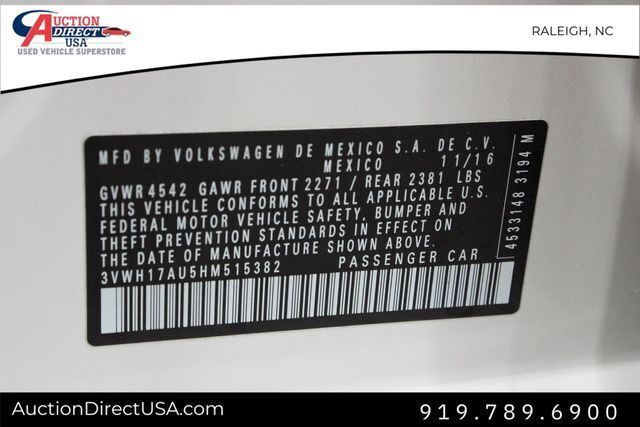 AUCTION
DIRECT
USA
USED VEHICLE SUPERSTORE
RALEIGH, NC
MFD BY VOLKSWAGEN DE MEXICO S.A. DE C.V.
MEXICO 11/16
GVWR 4542 GAWR FRONT 2271 / REAR 2381 LBS
THIS VEHICLE CONFORMS TO ALL APPLICABLE U.S.
FEDERAL MOTOR VEHICLE SAFETY, BUMPER AND
THEFT PREVENTION STANDARDS IN EFFECT ON
THE DATE OF MANUFACTURE SHOWN ABOVE.
3VWH17AU5HM515382 PASSENGER CAR
4533148 3194 M
AuctionDirectUSA.com
919.789.6900